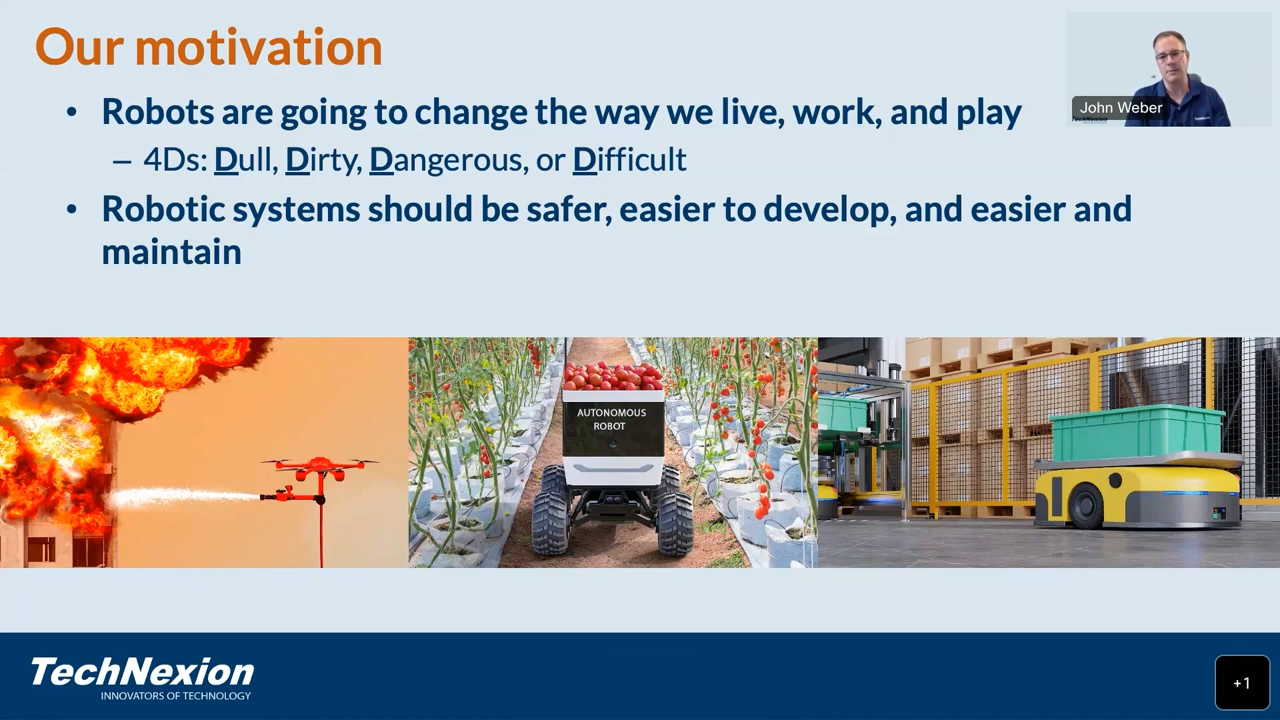 Our motivation
• Robots are going to change the way we live, work, and play
– 4Ds: Dull, Dirty, Dangerous, or Difficult
• Robotic systems should be safer, easier to develop, and easier and
maintain
John Weber
TechNexion
AUTONOMOUS
ROBOT
TechNexion
INNOVATORS OF TECHNOLOGY
+1